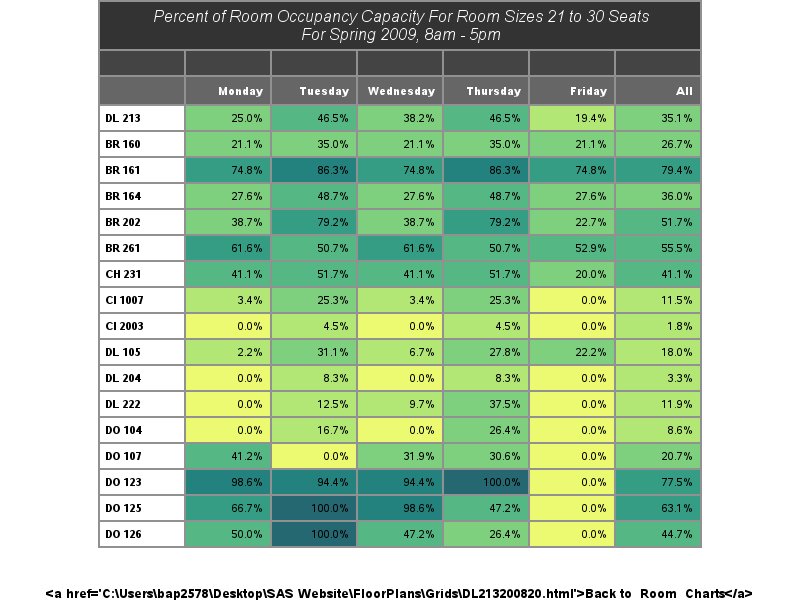 Percent of Room Occupancy Capacity For Room Sizes 21 to 30 Seats
For Spring 2009, 8am - 5pm
Monday Tuesday Wednesday Thursday Friday All
DL 213 25.0% 46.5% 38.2% 46.5% 19.4% 35.1%
BR 160 21.1% 35.0% 21.1% 35.0% 21.1% 26.7%
BR 161 74.8% 86.3% 74.8% 86.3% 74.8% 79.4%
BR 164 27.6% 48.7% 27.6% 48.7% 27.6% 36.0%
BR 202 38.7% 79.2% 38.7% 79.2% 22.7% 51.7%
BR 261 61.6% 50.7% 61.6% 50.7% 52.9% 55.5%
CH 231 41.1% 51.7% 41.1% 51.7% 20.0% 41.1%
CI 1007 3.4% 25.3% 3.4% 25.3% 0.0% 11.5%
CI 2003 0.0% 4.5% 0.0% 4.5% 0.0% 1.8%
DL 105 2.2% 31.1% 6.7% 27.8% 22.2% 18.0%
DL 204 0.0% 8.3% 0.0% 8.3% 0.0% 3.3%
DL 222 0.0% 12.5% 9.7% 37.5% 0.0% 11.9%
DO 104 0.0% 16.7% 0.0% 26.4% 0.0% 8.6%
DO 107 41.2% 0.0% 31.9% 30.6% 0.0% 20.7%
DO 123 98.6% 94.4% 94.4% 100.0% 0.0% 77.5%
DO 125 66.7% 100.0% 98.6% 47.2% 0.0% 63.1%
DO 126 50.0% 100.0% 47.2% 26.4% 0.0% 44.7%
<a href='C:\Users\bap2578\Desktop\SAS Website\FloorPlans\Grids\DL213200820.html'>Back to Room Charts</a>